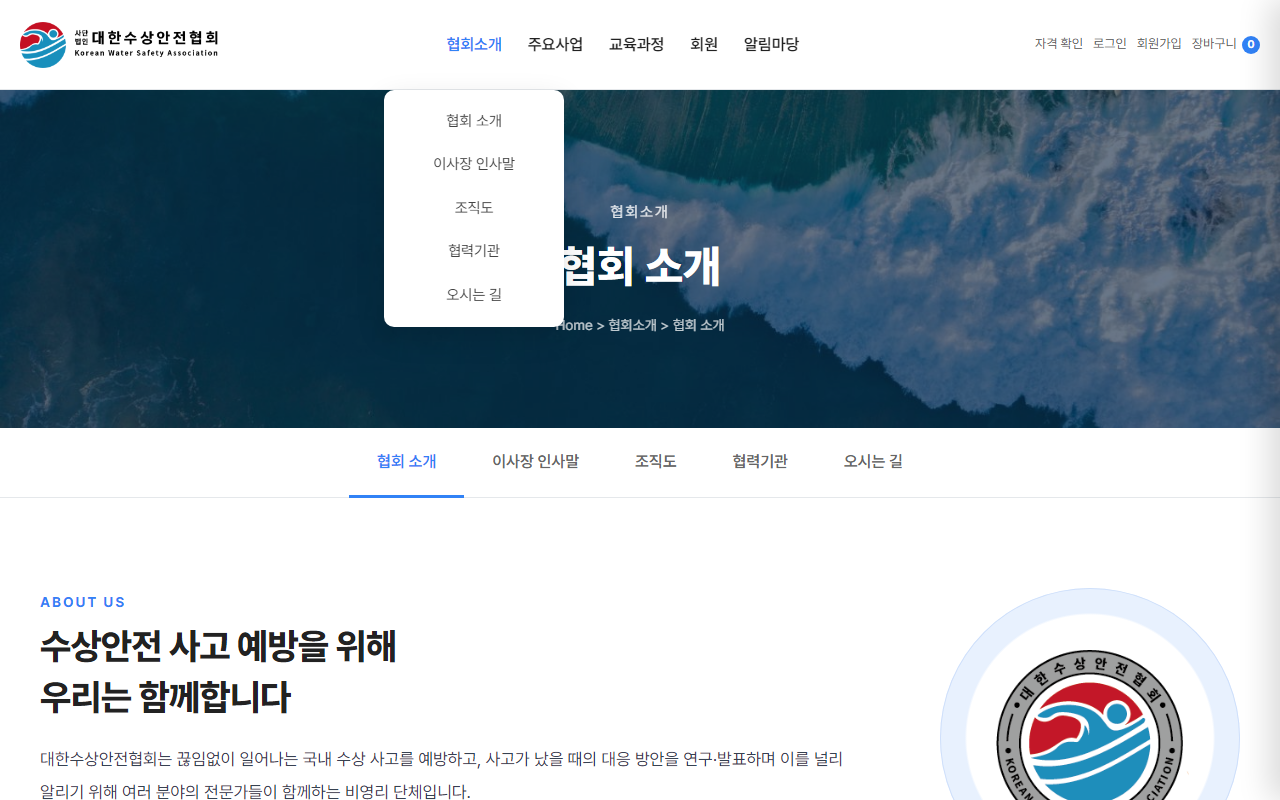 사단법인 대한수상안전협회
Korean Water Safety Association
협회소개 주요사업 교육과정 회원 알림마당
자격 확인 로그인 회원가입 장바구니 0
협회 소개
이사장 인사말
조직도
협력기관
오시는 길
협회소개
협회 소개
Home > 협회소개 > 협회 소개
협회 소개 이사장 인사말 조직도 협력기관 오시는 길
ABOUT US
수상안전 사고 예방을 위해
우리는 함께합니다
대한수상안전협회는 끊임없이 일어나는 국내 수상 사고를 예방하고, 사고가 났을 때의 대응 방안을 연구·발표하며 이를 널리
알리기 위해 여러 분야의 전문가들이 함께하는 비영리 단체입니다.
대한수상안전협회
KOREAN
CIATION